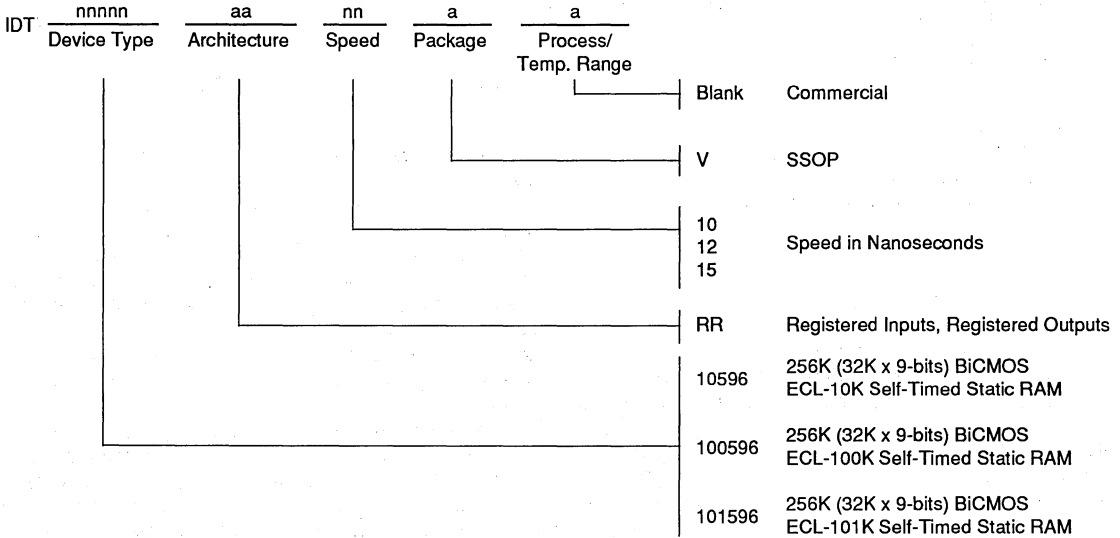 IDT nnnnn aa nn a a
Device Type Architecture Speed Package Process/
Temp. Range
Blank Commercial
V SSOP
10
12 Speed in Nanoseconds
15
RR Registered Inputs, Registered Outputs
10596 256K (32K x 9-bits) BiCMOS
ECL-10K Self-Timed Static RAM
100596 256K (32K x 9-bits) BiCMOS
ECL-100K Self-Timed Static RAM
101596 256K (32K x 9-bits) BiCMOS
ECL-101K Self-Timed Static RAM